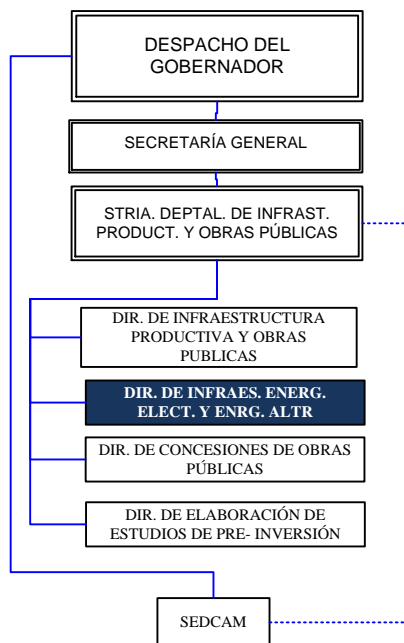 DESPACHO DEL
GOBERNADOR
SECRETARÍA GENERAL
STRIA. DEPTAL. DE INFRAST.
PRODUCT. Y OBRAS PÚBLICAS
DIR. DE INFRAESTRUCTURA
PRODUCTIVA Y OBRAS
PUBLICAS
DIR. DE INFRAES. ENERG.
ELECT. Y ENRG. ALTR
DIR. DE CONCESIONES DE OBRAS
PÚBLICAS
DIR. DE ELABORACIÓN DE
ESTUDIOS DE PRE- INVERSIÓN
SEDCAM